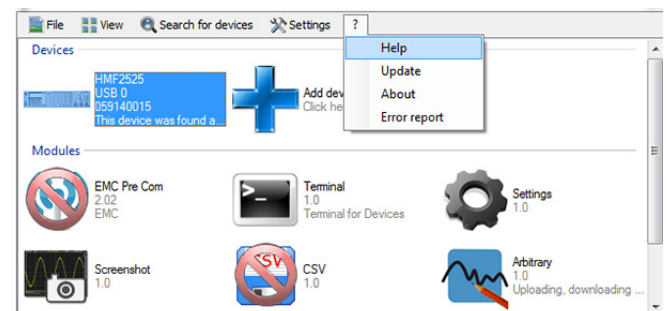 File View Search for devices Settings ?
Help
Update
About
Error report
Devices
HMF2525
USB 0
059140015
This device was found a...
Add dev
Click he
Modules
EMC Pre Com
2.02
EMC
Terminal
1.0
Terminal for Devices
Settings
1.0
Screenshot
1.0
CSV
CSV
1.0
Arbitrary
1.0
Uploading, downloading ...